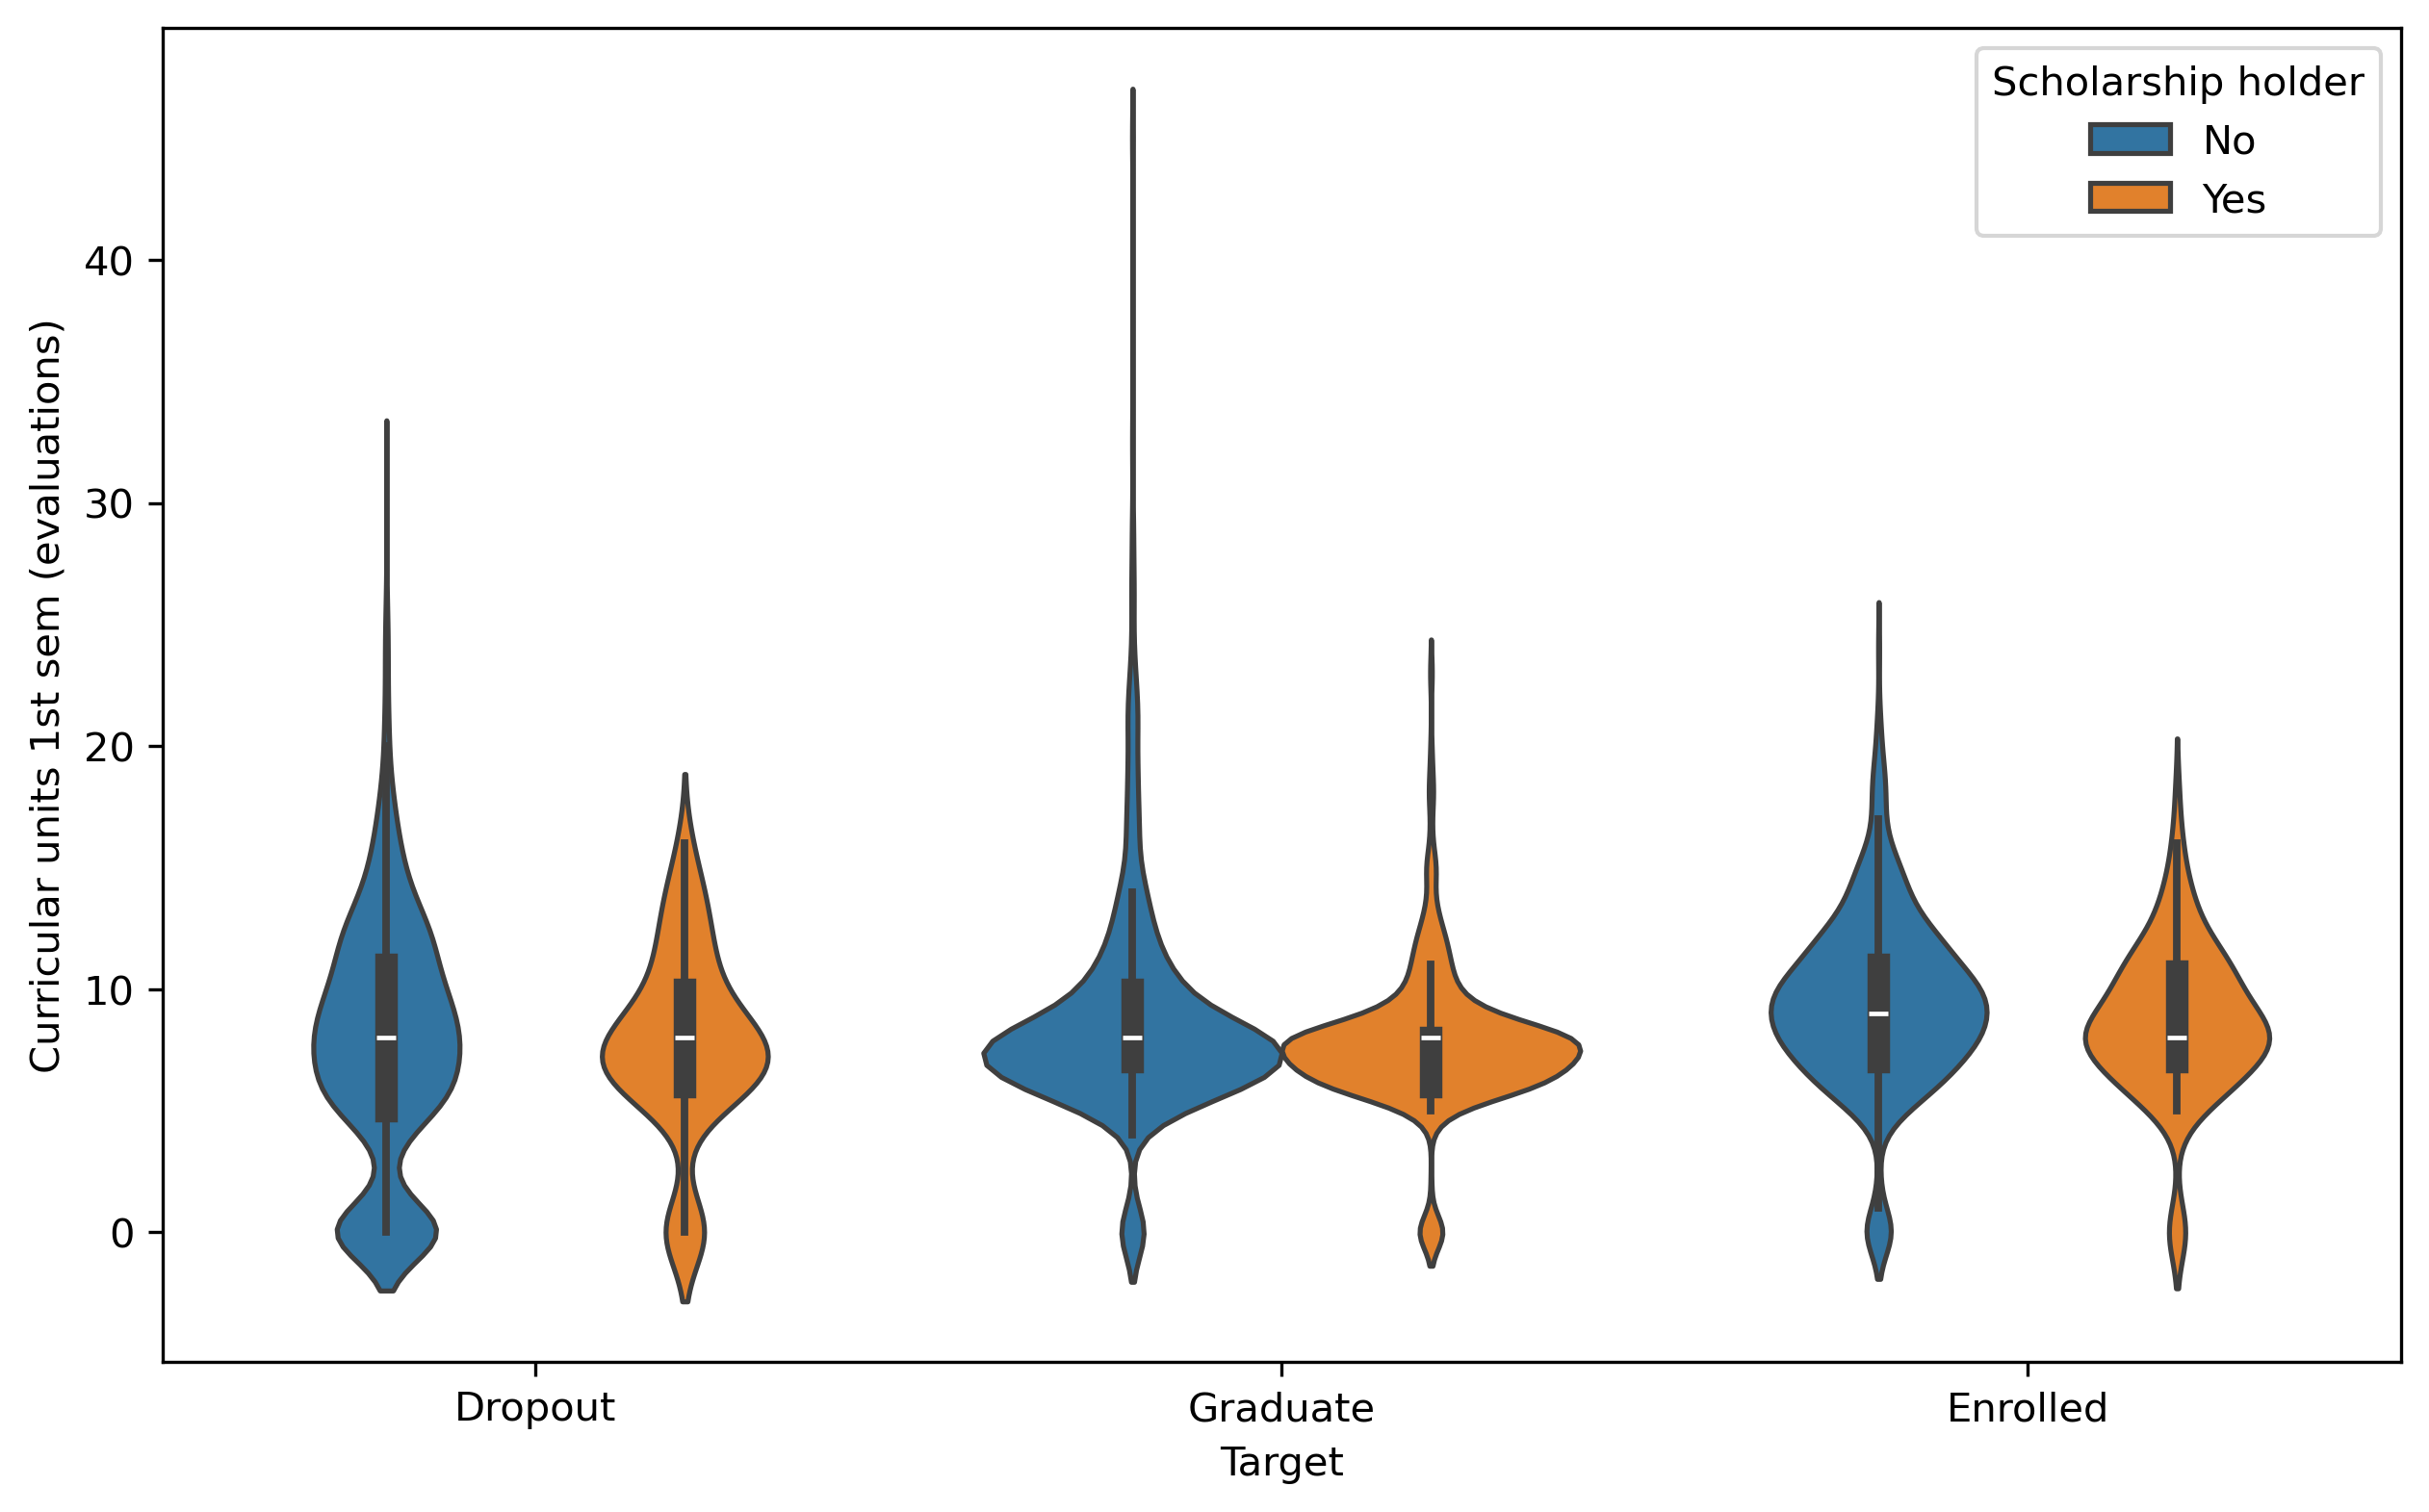 Scholarship holder
No
Yes
Curricular units 1st sem (evaluations)
40
30
20
10
0
Dropout
Graduate
Enrolled
Target